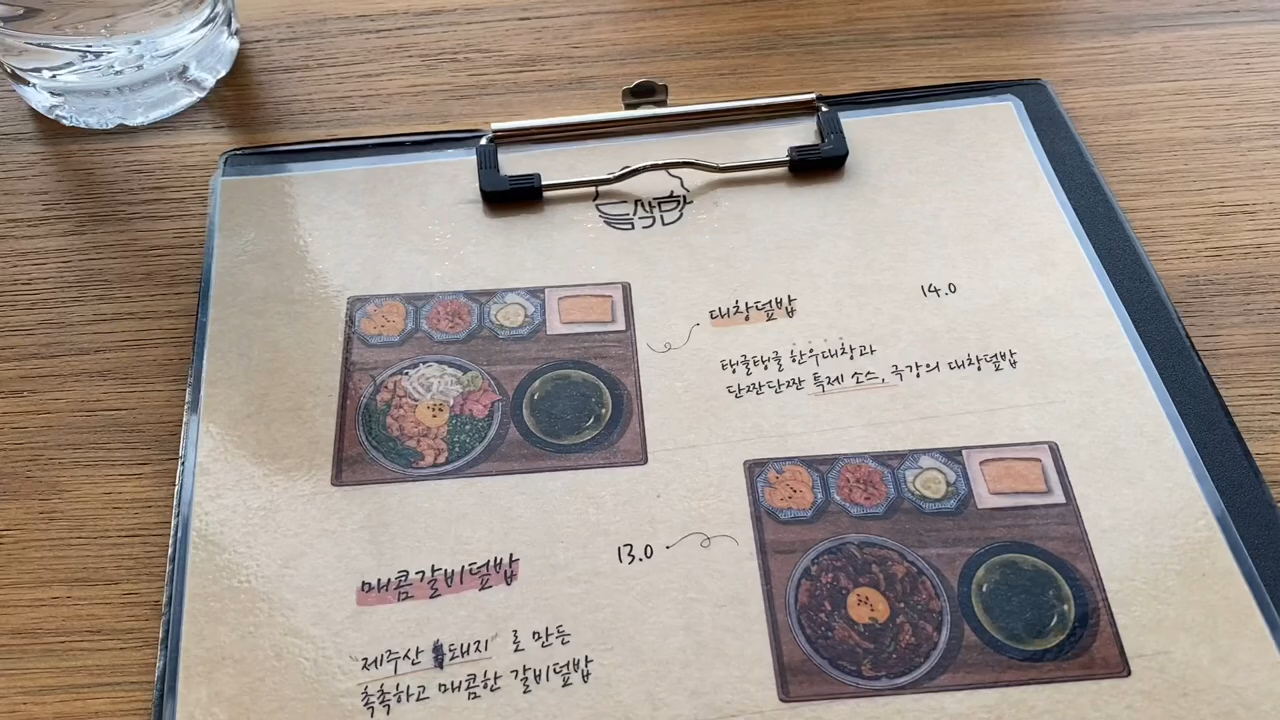 듬삭한
대창덮밥 14.0
탱글탱글 한우대창과
단짠단짠 특제 소스, 극강의 대창덮밥
매콤갈비덮밥 13.0
"제주산 돼지" 로 만든
촉촉하고 매콤한 갈비덮밥